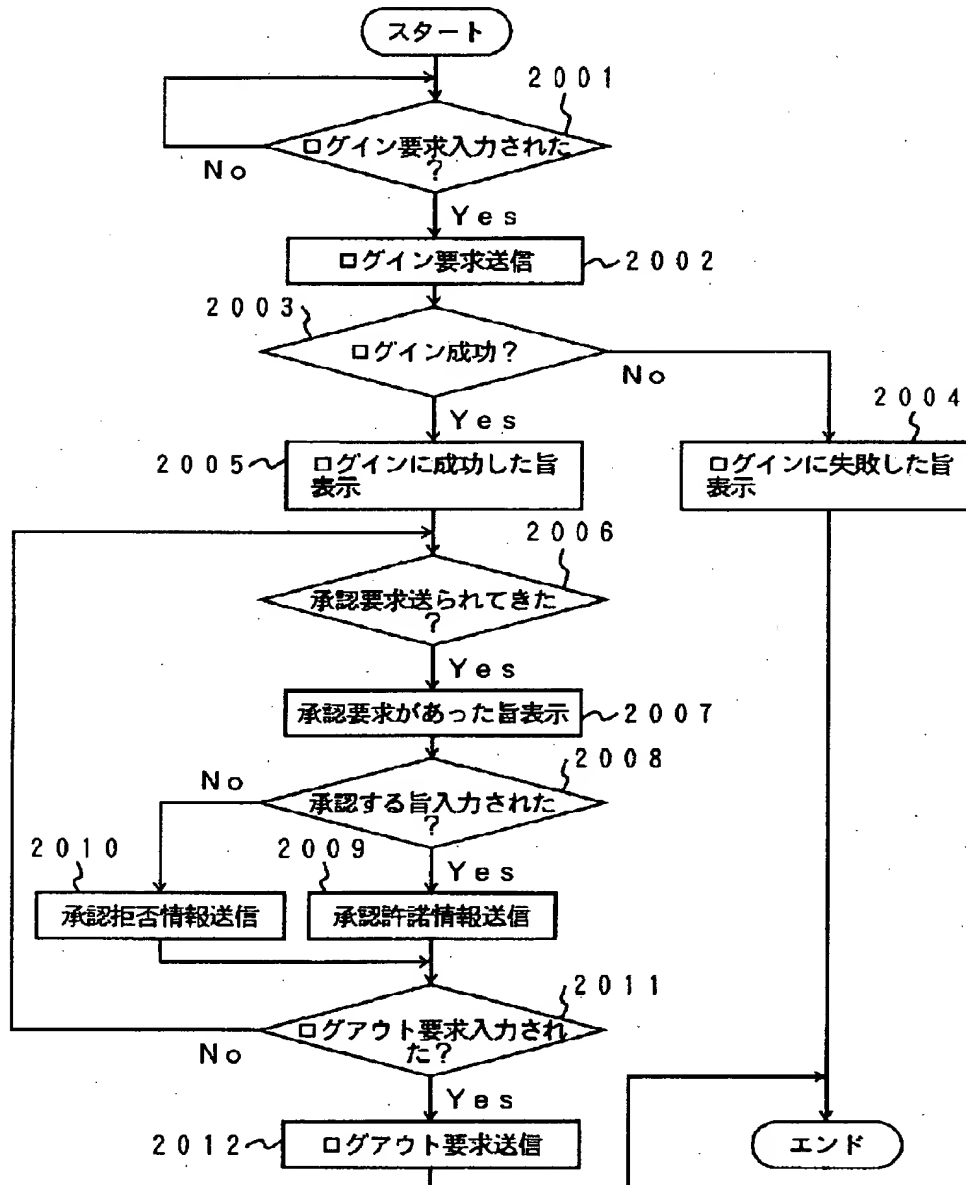 スタート
2001
ログイン要求入力された
?
No
Yes
ログイン要求送信
2002
2003
ログイン成功?
No
Yes
2004
2005
ログインに成功した旨
表示
ログインに失敗した旨
表示
2006
承認要求送られてきた
?
Yes
承認要求があった旨表示
2007
2008
No
承認する旨入力された
?
2010
2009
Yes
承認拒否情報送信
承認許諾情報送信
2011
ログアウト要求入力され
た?
No
Yes
2012
ログアウト要求送信
エンド